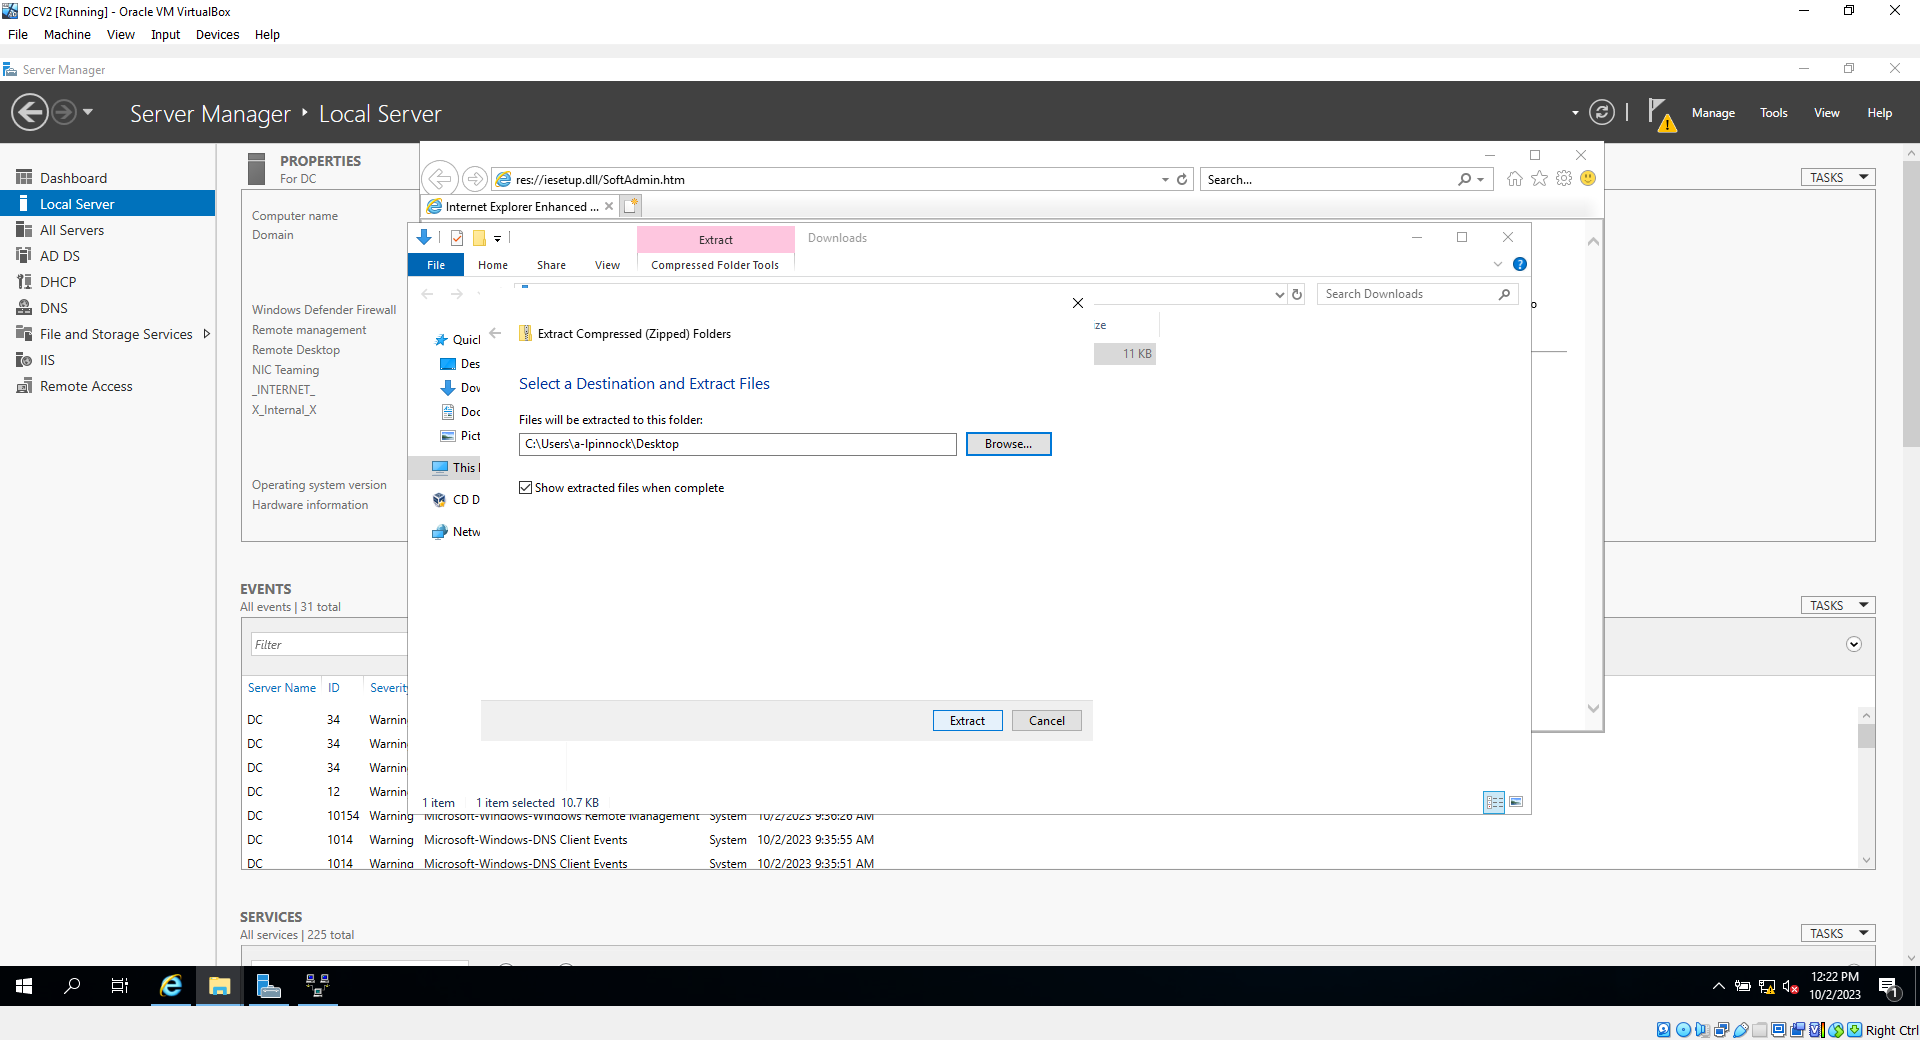 DCV2 [Running] - Oracle VM VirtualBox
File Machine View Input Devices Help
Server Manager
Server Manager Local Server
Manage Tools View Help
Dashboard
Local Server
All Servers
AD DS
DHCP
DNS
File and Storage Services
IIS
Remote Access
PROPERTIES
For DC
TASKS
Computer name
Domain
Windows Defender Firewall
Remote management
Remote Desktop
NIC Teaming
_INTERNET_
X_Internal_X
Operating system version
Hardware information
res://iesetup.dll/SoftAdmin.htm
Search...
Internet Explorer Enhanced ...
Extract
Downloads
File Home Share View Compressed Folder Tools
Search Downloads
Quick
Des
Dov
Doc
Pict
This
CD D
Netw
ize
11 KB
Extract Compressed (Zipped) Folders
Select a Destination and Extract Files
Files will be extracted to this folder:
C:\Users\a-lpinnock\Desktop
Browse...
Show extracted files when complete
Extract Cancel
1 item 1 item selected 10.7 KB
EVENTS
All events | 31 total
TASKS
Filter
Server Name ID Severity
DC 34 Warnin
DC 34 Warnin
DC 34 Warnin
DC 12 Warnin
DC 10154 Warning Microsoft-Windows-Windows Remote Management System 10/2/2023 9:36:26 AM
DC 1014 Warning Microsoft-Windows-DNS Client Events System 10/2/2023 9:35:55 AM
DC 1014 Warning Microsoft-Windows-DNS Client Events System 10/2/2023 9:35:51 AM
SERVICES
All services | 225 total
TASKS
12:22 PM
10/2/2023
1
Right Ctrl